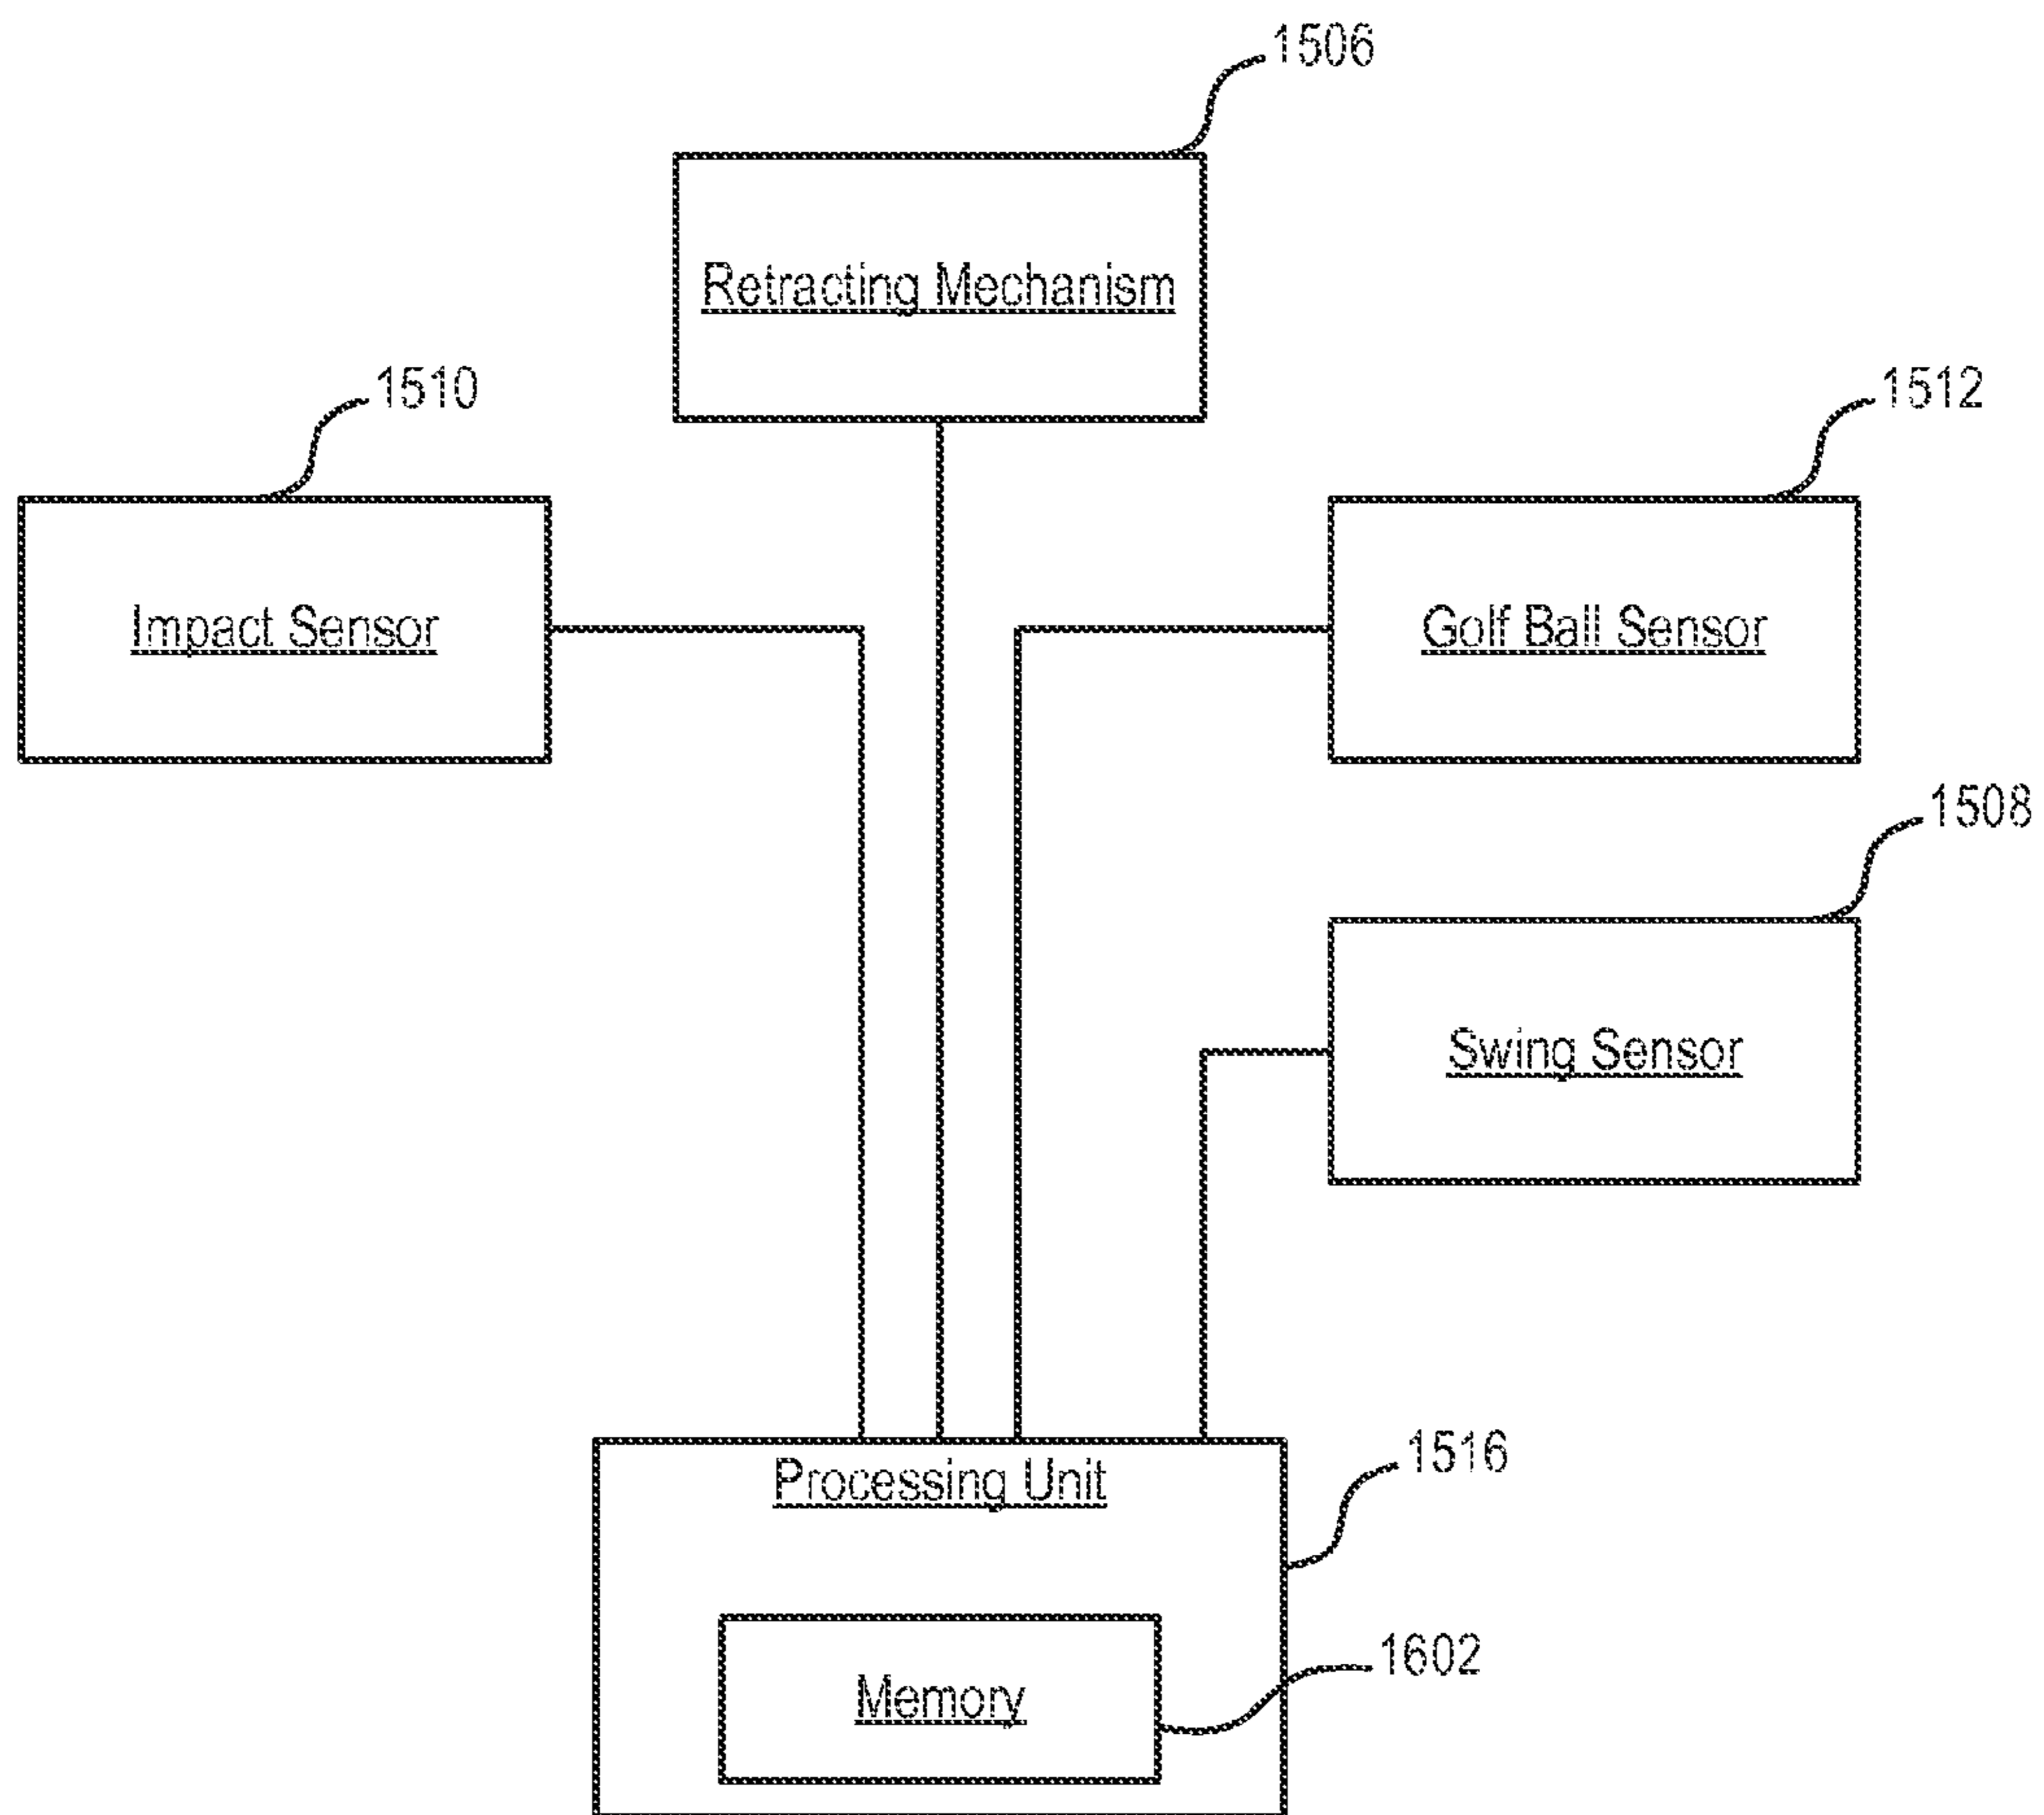 1506
Retracting Mechanism
1510
1512
Impact Sensor
Golf Ball Sensor
1508
Swing Sensor
1516
Processing Unit
1602
Memory